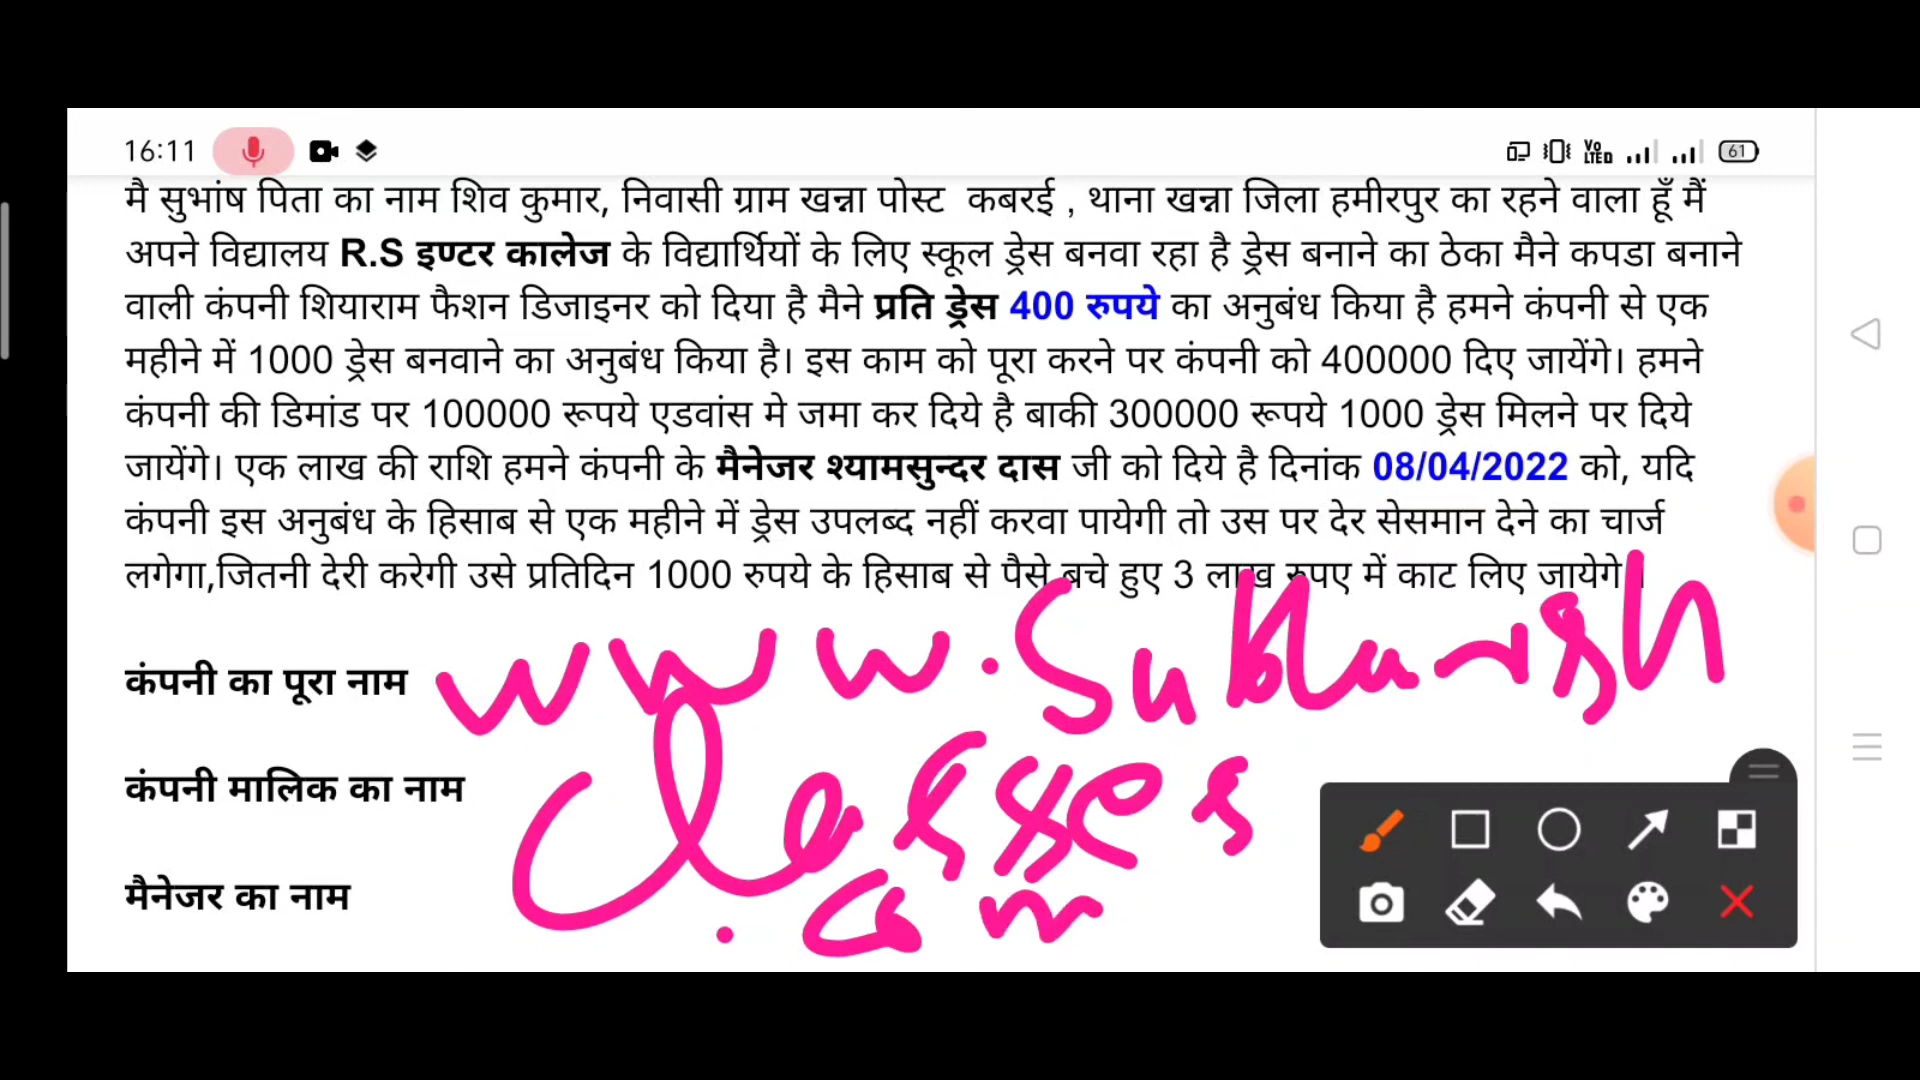 16:11 Vo LTE 61
मै सुभांष पिता का नाम शिव कुमार, निवासी ग्राम खन्ना पोस्ट कबरई , थाना खन्ना जिला हमीरपुर का रहने वाला हूँ मैं
अपने विद्यालय R.S इण्टर कालेज के विद्यार्थियों के लिए स्कूल ड्रेस बनवा रहा है ड्रेस बनाने का ठेका मैने कपडा बनाने
वाली कंपनी शियाराम फैशन डिजाइनर को दिया है मैने प्रति ड्रेस 400 रुपये का अनुबंध किया है हमने कंपनी से एक
महीने में 1000 ड्रेस बनवाने का अनुबंध किया है। इस काम को पूरा करने पर कंपनी को 400000 दिए जायेंगे। हमने
कंपनी की डिमांड पर 100000 रूपये एडवांस मे जमा कर दिये है बाकी 300000 रूपये 1000 ड्रेस मिलने पर दिये
जायेंगे। एक लाख की राशि हमने कंपनी के मैनेजर श्यामसुन्दर दास जी को दिये है दिनांक 08/04/2022 को, यदि
कंपनी इस अनुबंध के हिसाब से एक महीने में ड्रेस उपलब्द नहीं करवा पायेगी तो उस पर देर सेसमान देने का चार्ज
लगेगा,जितनी देरी करेगी उसे प्रतिदिन 1000 रुपये के हिसाब से पैसे बचे हुए 3 लाख रुपए में काट लिए जायेगे ।
कंपनी का पूरा नाम www.Subhansh
कंपनी मालिक का नाम classes
मैनेजर का नाम .com